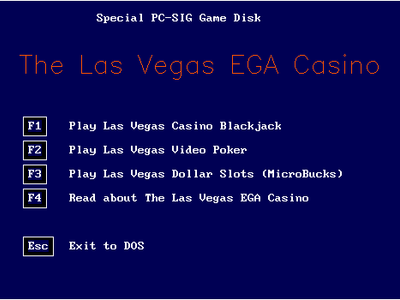 Special PC-SIG Game Disk
The Las Vegas EGA Casino
F1 Play Las Vegas Casino Blackjack
F2 Play Las Vegas Video Poker
F3 Play Las Vegas Dollar Slots (MicroBucks)
F4 Read about The Las Vegas EGA Casino
Esc Exit to DOS